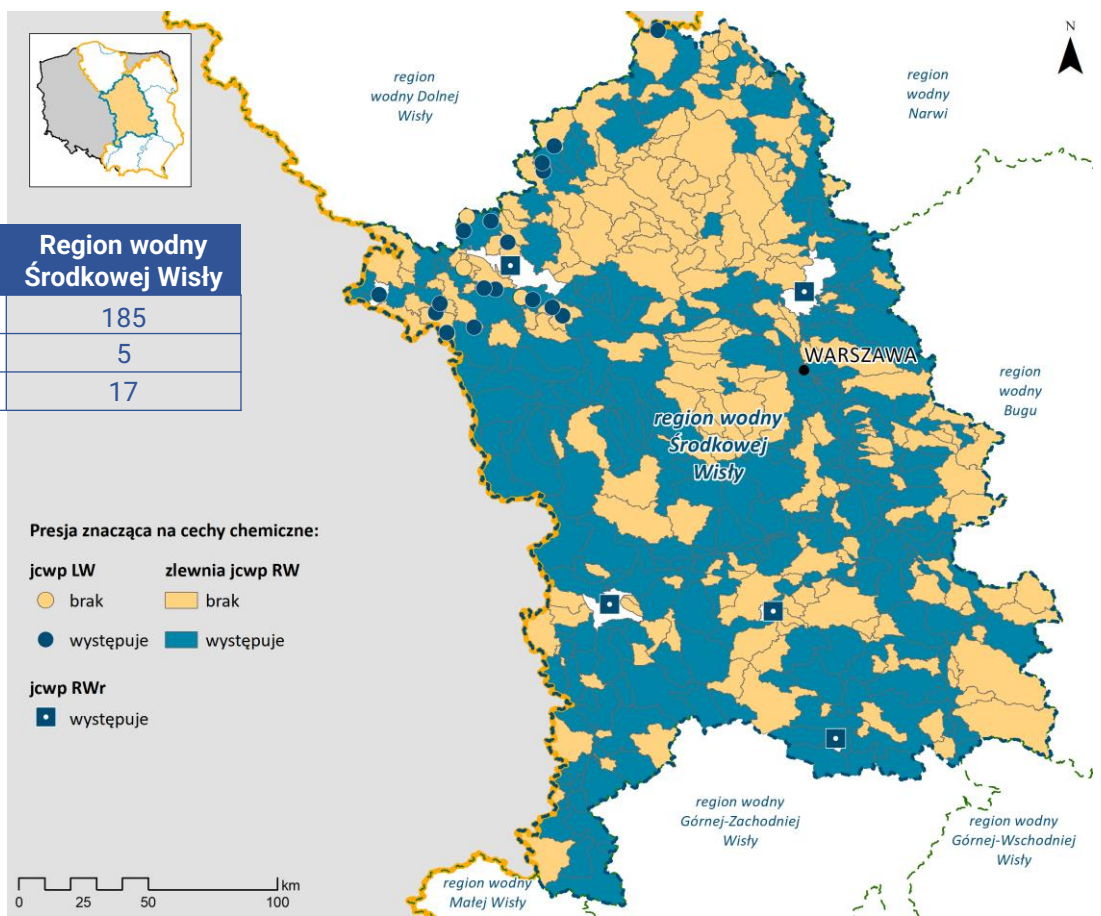 N
region
wodny Dolnej
Wisły
region
wodny
Narwi
Region wodny
Środkowej Wisły
185
5
17
WARSZAWA
region
wodny
Bugu
region wodny
Środkowej
Wisły
Presja znacząca na cechy chemiczne:
jcwp LW
zlewnia jcwp RW
brak
brak
występuje
występuje
jcwp RWr
występuje
region wodny
Górnej-Zachodniej
Wisły
region wodny
Górnej-Wschodniej
Wisły
region wodny
Małej Wisły
km
0
25
50
100